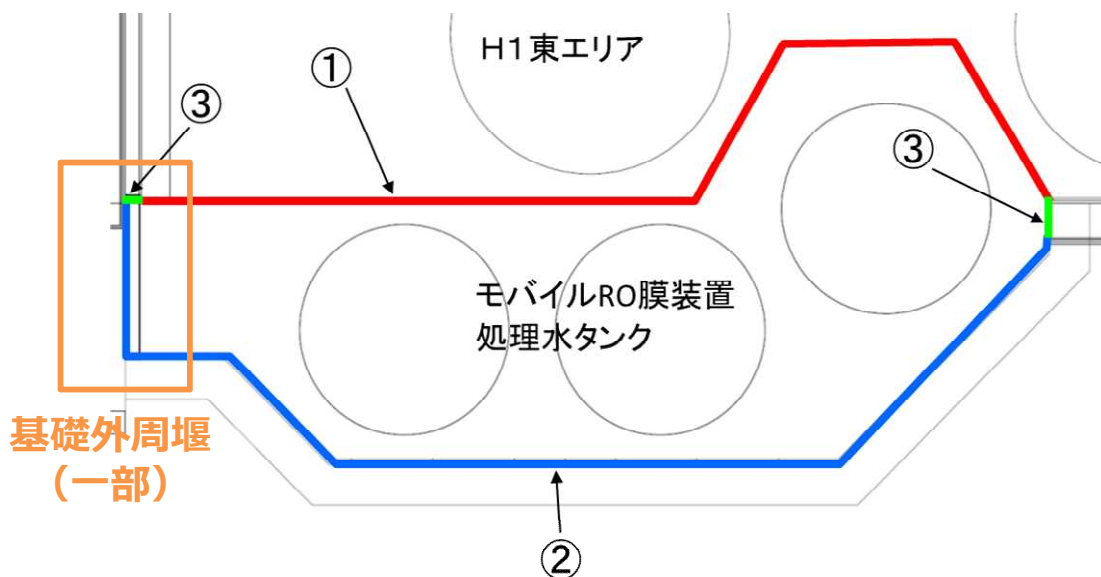 H1東エリア
①
③
③
モバイルRO膜装置
処理水タンク
基礎外周堰
（一部）
②